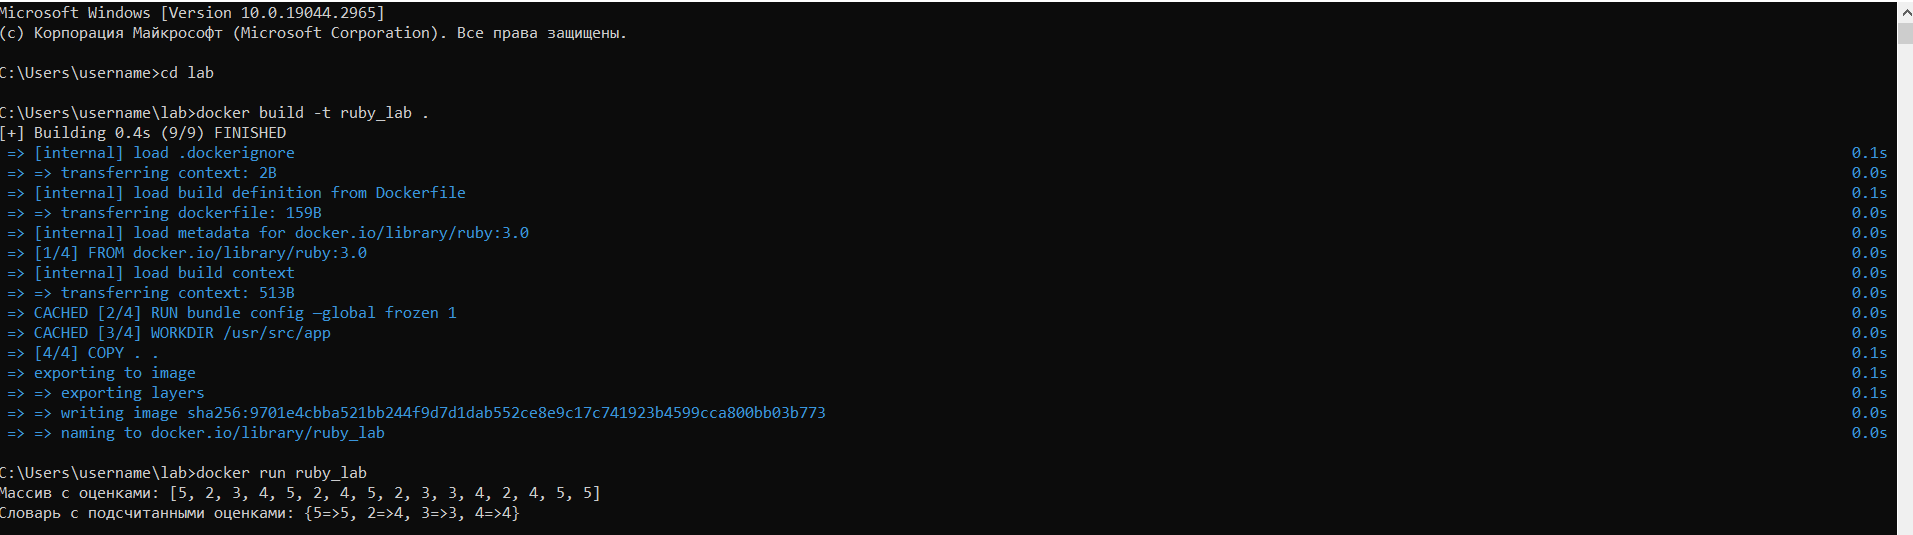 Microsoft Windows [Version 10.0.19044.2965]
(c) Корпорация Майкрософт (Microsoft Corporation). Все права защищены.
C:\Users\username>cd lab
C:\Users\username\lab>docker build -t ruby_lab .
[+] Building 0.4s (9/9) FINISHED
=> [internal] load .dockerignore 0.1s
=> => transferring context: 2B 0.0s
=> [internal] load build definition from Dockerfile 0.1s
=> => transferring dockerfile: 159B 0.0s
=> [internal] load metadata for docker.io/library/ruby:3.0 0.0s
=> [1/4] FROM docker.io/library/ruby:3.0 0.0s
=> [internal] load build context 0.0s
=> => transferring context: 513B 0.0s
=> CACHED [2/4] RUN bundle config —global frozen 1 0.0s
=> CACHED [3/4] WORKDIR /usr/src/app 0.0s
=> [4/4] COPY . . 0.1s
=> exporting to image 0.1s
=> => exporting layers 0.1s
=> => writing image sha256:9701e4cbba521bb244f9d7d1dab552ce8e9c17c741923b4599cca800bb03b773 0.0s
=> => naming to docker.io/library/ruby_lab 0.0s
C:\Users\username\lab>docker run ruby_lab
Массив с оценками: [5, 2, 3, 4, 5, 2, 4, 5, 2, 3, 3, 4, 2, 4, 5, 5]
Словарь с подсчитанными оценками: {5=>5, 2=>4, 3=>3, 4=>4}